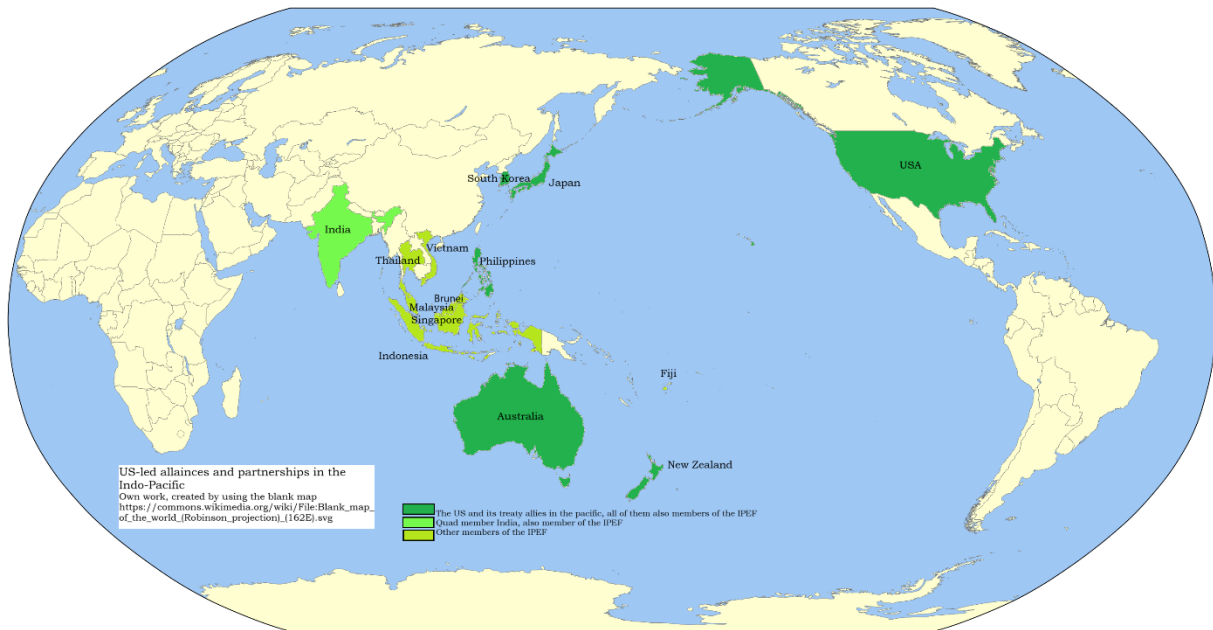 USA
South Korea
Japan
India
Vietnam
Thailand
Philippines
Brunei
Malaysia
Singapore
Indonesia
Fiji
Australia
New Zealand
US-led allainces and partnerships in the
Indo-Pacific
Own work, created by using the blank map
https://commons.wikimedia.org/wiki/File:Blank_map_
of_the_world_(Robinson_projection)_(162E).svg
The US and its treaty allies in the pacific, all of them also members of the IPEF
Quad member India, also member of the IPEF
Other members of the IPEF